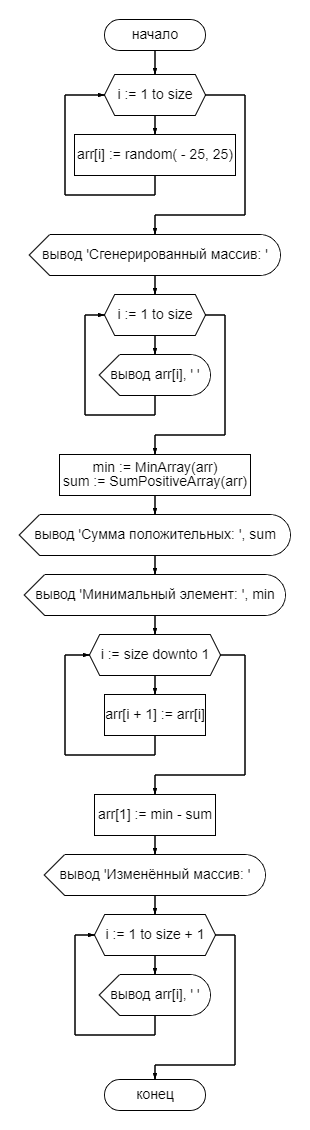 начало
i := 1 to size
arr[i] := random( - 25, 25)
вывод 'Сгенерированный массив: '
i := 1 to size
вывод arr[i], ' '
min := MinArray(arr)
sum := SumPositiveArray(arr)
вывод 'Сумма положительных: ', sum
вывод 'Минимальный элемент: ', min
i := size downto 1
arr[i + 1] := arr[i]
arr[1] := min - sum
вывод 'Изменённый массив: '
i := 1 to size + 1
вывод arr[i], ' '
конец